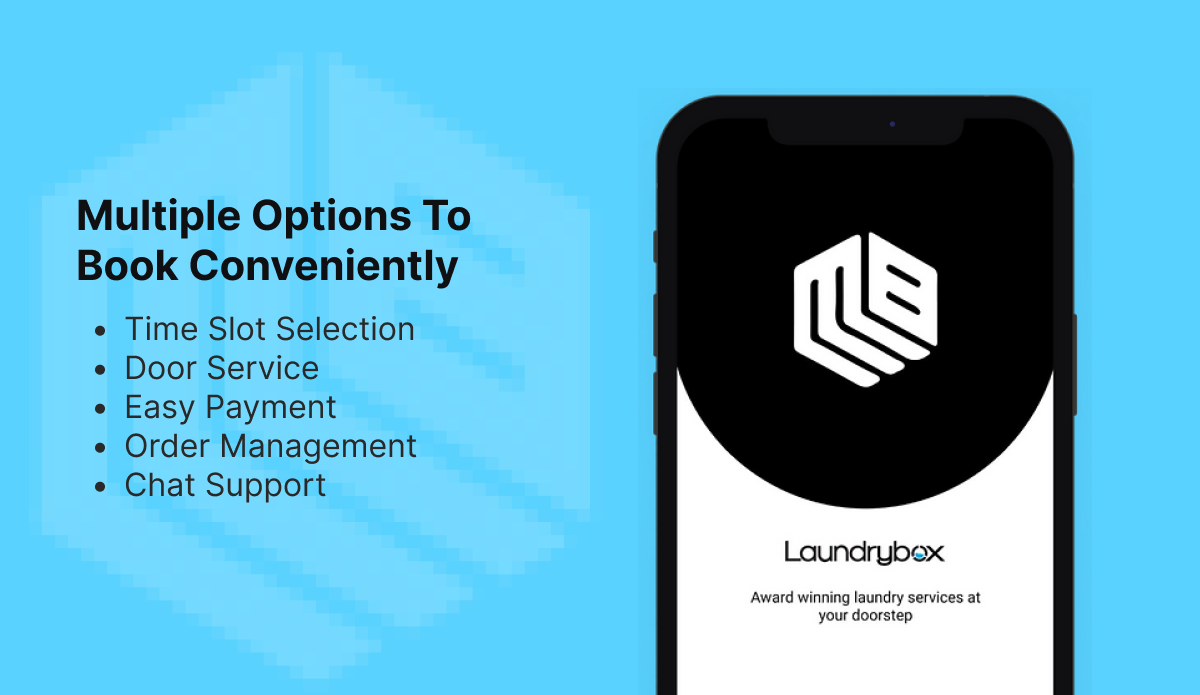 Multiple Options To
Book Conveniently
• Time Slot Selection
• Door Service
• Easy Payment
• Order Management
• Chat Support
Laundrybox
Award winning laundry services at
your doorstep